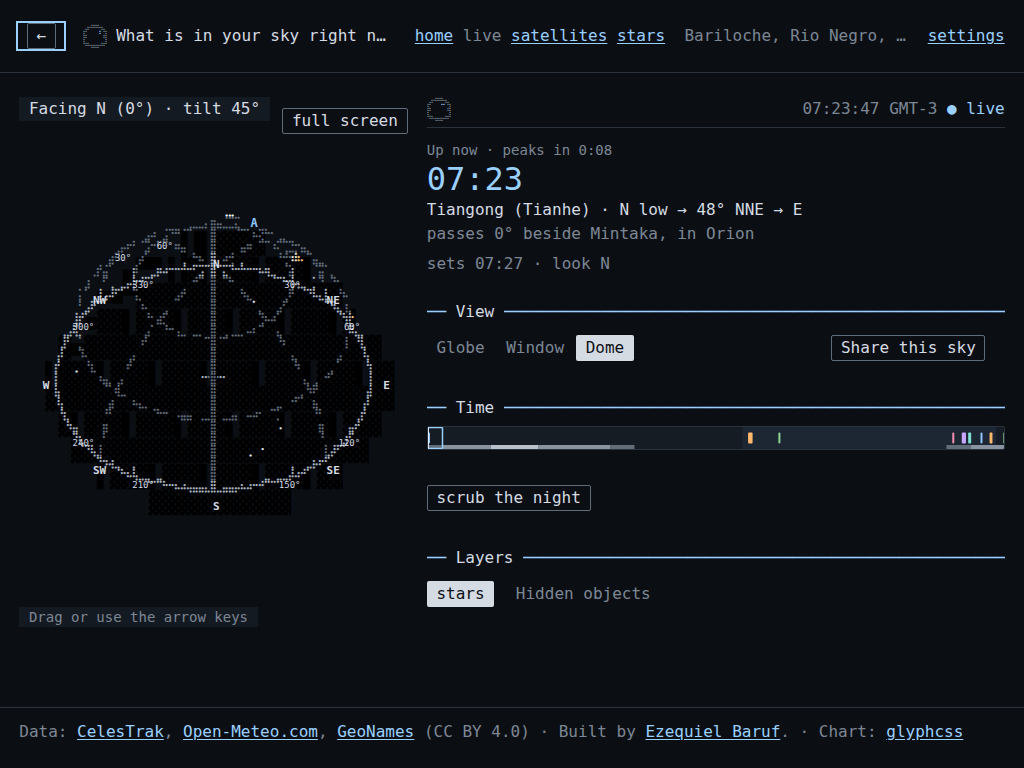 ← What is in your sky right n… home live satellites stars Bariloche, Rio Negro, … settings
Facing N (0°) · tilt 45°
full screen
07:23:47 GMT-3 ● live
Up now · peaks in 0:08
07:23
Tiangong (Tianhe) · N low → 48° NNE → E
passes 0° beside Mintaka, in Orion
sets 07:27 · look N
A
60°
30°
N
330°
30°
NW
NE
300°
60°
W
E
240°
120°
SW
SE
210°
150°
S
View
Globe Window Dome Share this sky
Time
scrub the night
Layers
stars Hidden objects
Drag or use the arrow keys
Data: CelesTrak, Open-Meteo.com, GeoNames (CC BY 4.0) · Built by Ezequiel Baruf. · Chart: glyphcss